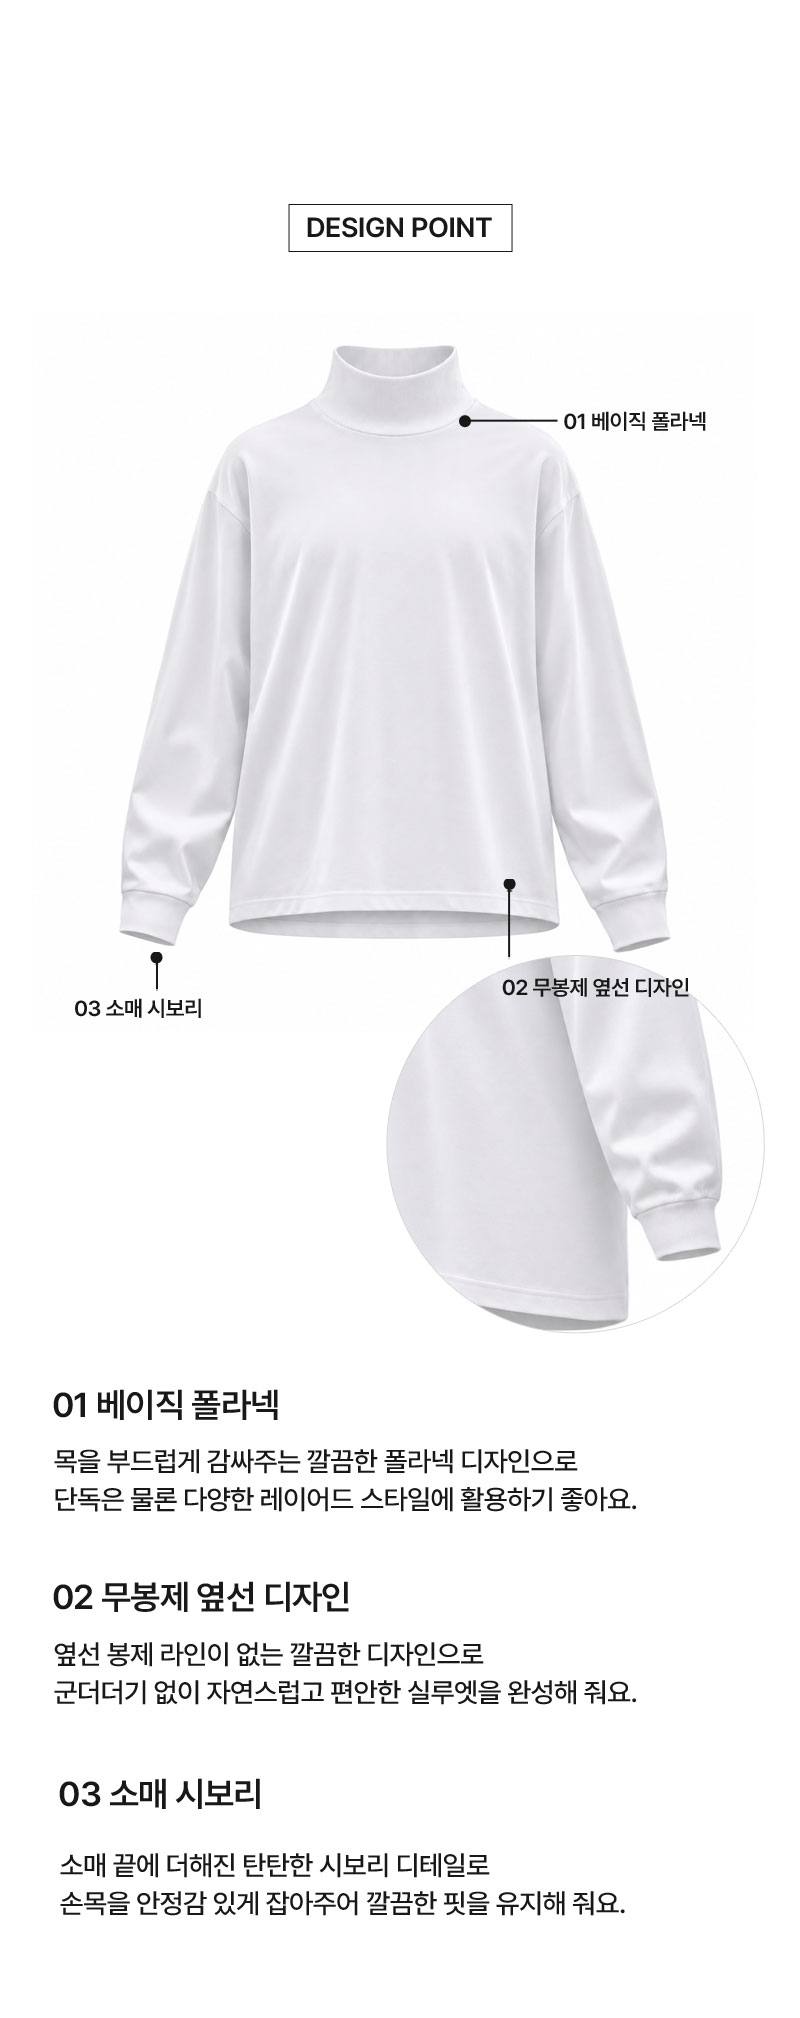 DESIGN POINT
01 베이직 폴라넥
02 무봉제 옆선 디자인
03 소매 시보리
01 베이직 폴라넥
목을 부드럽게 감싸주는 깔끔한 폴라넥 디자인으로
단독은 물론 다양한 레이어드 스타일에 활용하기 좋아요.
02 무봉제 옆선 디자인
옆선 봉제 라인이 없는 깔끔한 디자인으로
군더더기 없이 자연스럽고 편안한 실루엣을 완성해 줘요.
03 소매 시보리
소매 끝에 더해진 탄탄한 시보리 디테일로
손목을 안정감 있게 잡아주어 깔끔한 핏을 유지해 줘요.